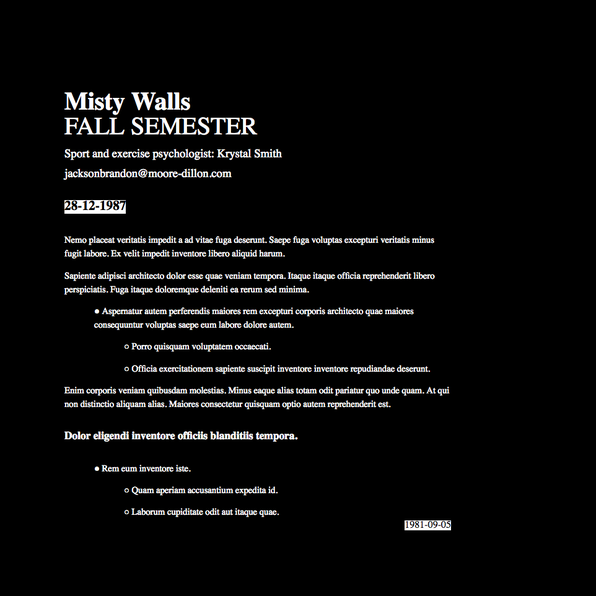 Misty Walls
FALL SEMESTER
Sport and exercise psychologist: Krystal Smith
jacksonbrandon@moore-dillon.com
28-12-1987
Nemo placeat veritatis impedit a ad vitae fuga deserunt. Saepe fuga voluptas excepturi veritatis minus
fugit labore. Ex velit impedit inventore libero aliquid harum.
Sapiente adipisci architecto dolor esse quae veniam tempora. Itaque itaque officia reprehenderit libero
perspiciatis. Fuga itaque doloremque deleniti ea rerum sed minima.
● Aspernatur autem perferendis maiores rem excepturi corporis architecto quae maiores
consequuntur voluptas saepe eum labore dolore autem.
○ Porro quisquam voluptatem occaecati.
○ Officia exercitationem sapiente suscipit inventore inventore repudiandae deserunt.
Enim corporis veniam quibusdam molestias. Minus eaque alias totam odit pariatur quo unde quam. At qui
non distinctio aliquam alias. Maiores consectetur quisquam optio autem reprehenderit est.
Dolor eligendi inventore officiis blanditiis tempora.
● Rem eum inventore iste.
○ Quam aperiam accusantium expedita id.
○ Laborum cupiditate odit aut itaque quae.
1981-09-05